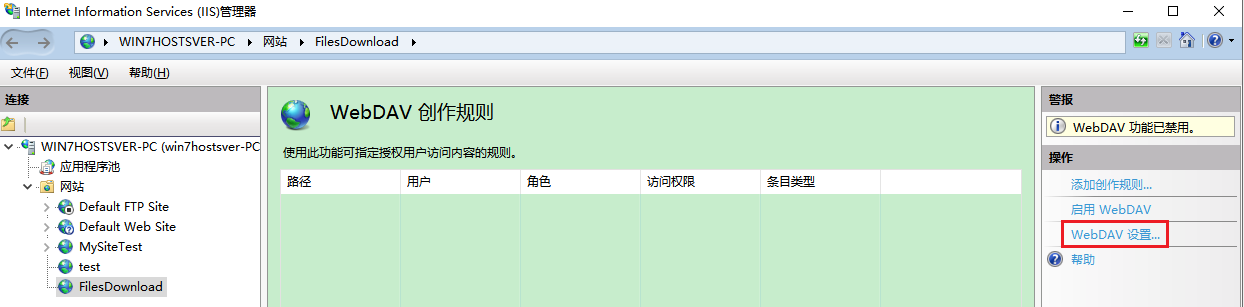 Internet Information Services (IIS)管理器
WIN7HOSTSVER-PC 网站 FilesDownload
文件(F) 视图(V) 帮助(H)
连接
WIN7HOSTSVER-PC (win7hostsver-PC
应用程序池
网站
Default FTP Site
Default Web Site
MySiteTest
test
FilesDownload
WebDAV 创作规则
使用此功能可指定授权用户访问内容的规则。
路径 用户 角色 访问权限 条目类型
警报
WebDAV 功能已禁用。
操作
添加创作规则...
启用 WebDAV
WebDAV 设置...
帮助